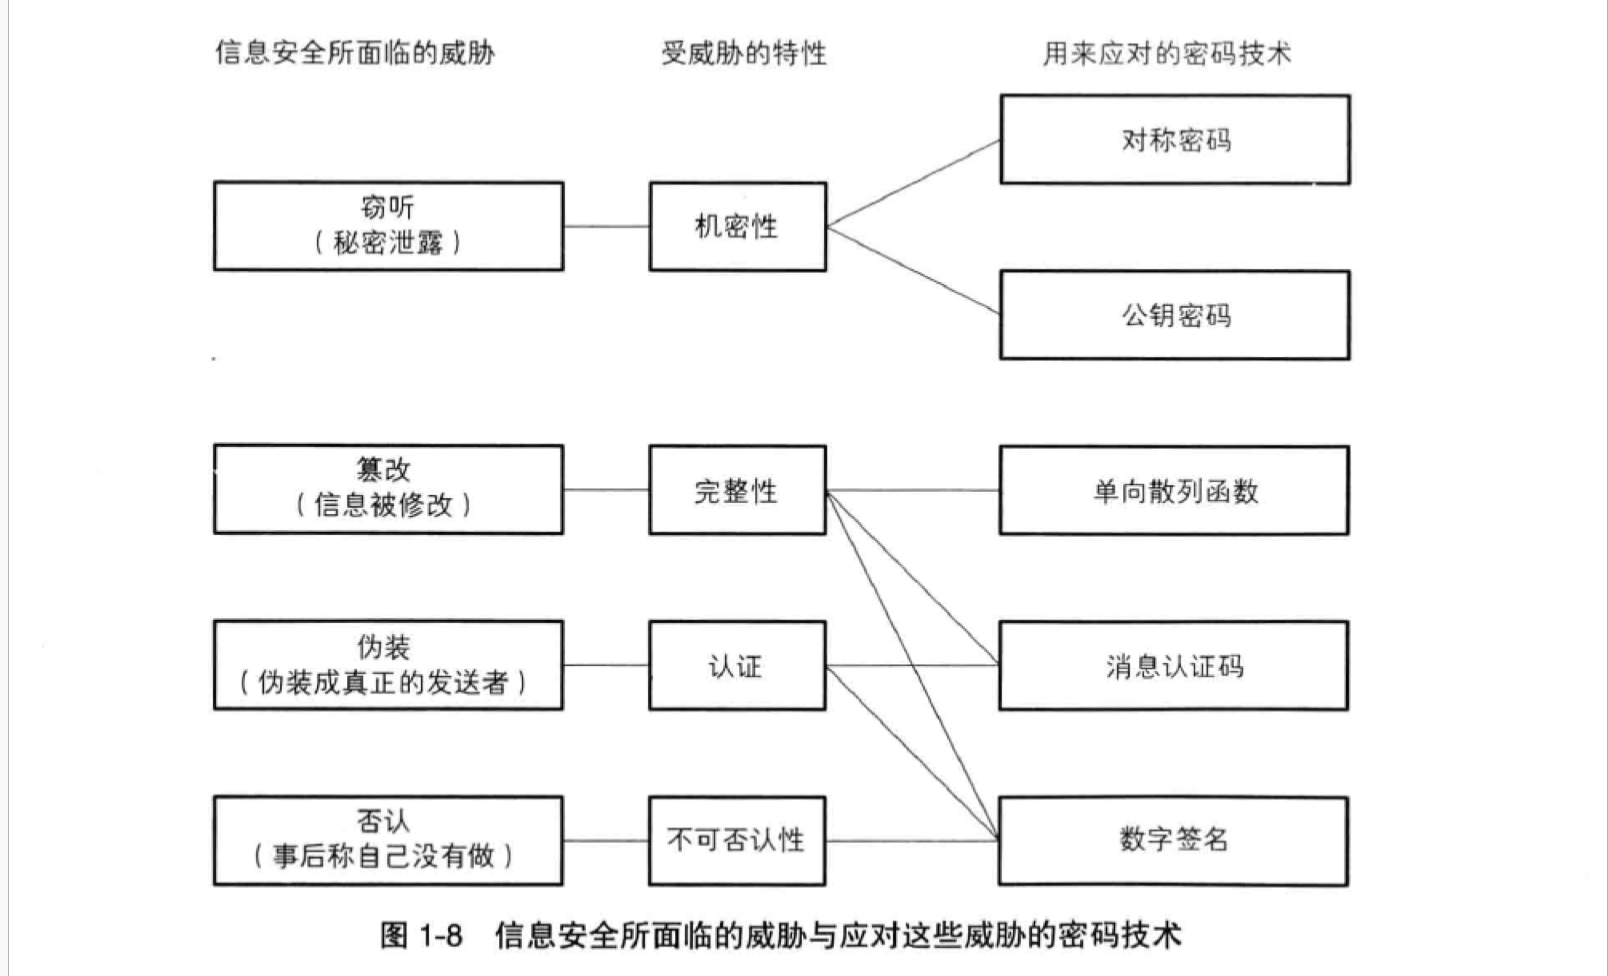 信息安全所面临的威胁
受威胁的特性
用来应对的密码技术
对称密码
窃听
（秘密泄露）
机密性
公钥密码
篡改
（信息被修改）
完整性
单向散列函数
伪装
（伪装成真正的发送者）
认证
消息认证码
否认
（事后称自己没有做）
不可否认性
数字签名
图 1-8 信息安全所面临的威胁与应对这些威胁的密码技术